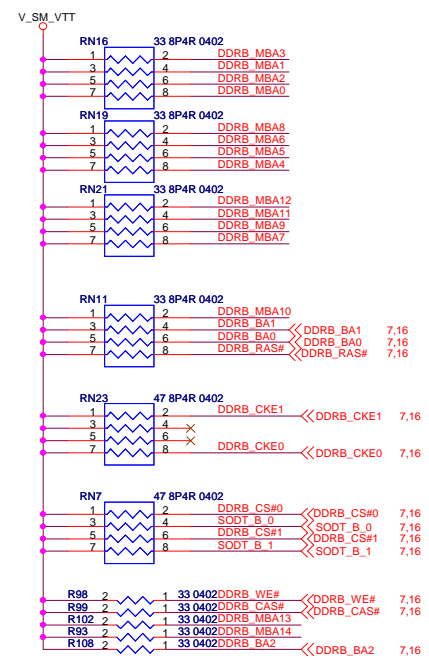 V_SM_VTT
RN16 33 8P4R 0402
1 2 DDRB_MBA3
3 4 DDRB_MBA1
5 6 DDRB_MBA2
7 8 DDRB_MBA0
RN19 33 8P4R 0402
1 2 DDRB_MBA8
3 4 DDRB_MBA6
5 6 DDRB_MBA5
7 8 DDRB_MBA4
RN21 33 8P4R 0402
1 2 DDRB_MBA12
3 4 DDRB_MBA11
5 6 DDRB_MBA9
7 8 DDRB_MBA7
RN11 33 8P4R 0402
1 2 DDRB_MBA10
3 4 DDRB_BA1 DDRB_BA1 7,16
5 6 DDRB_BA0 DDRB_BA0 7,16
7 8 DDRB_RAS# DDRB_RAS# 7,16
RN23 47 8P4R 0402
1 2 DDRB_CKE1 DDRB_CKE1 7,16
3 4
5 6
7 8 DDRB_CKE0 DDRB_CKE0 7,16
RN7 47 8P4R 0402
1 2 DDRB_CS#0 DDRB_CS#0 7,16
3 4 SODT_B_0 SODT_B_0 7,16
5 6 DDRB_CS#1 DDRB_CS#1 7,16
7 8 SODT_B_1 SODT_B_1 7,16
R98 2 1 33 0402 DDRB_WE# DDRB_WE# 7,16
R99 2 1 33 0402 DDRB_CAS# DDRB_CAS# 7,16
R102 2 1 33 0402 DDRB_MBA13
R93 2 1 33 0402 DDRB_MBA14
R108 2 1 33 0402 DDRB_BA2 DDRB_BA2 7,16